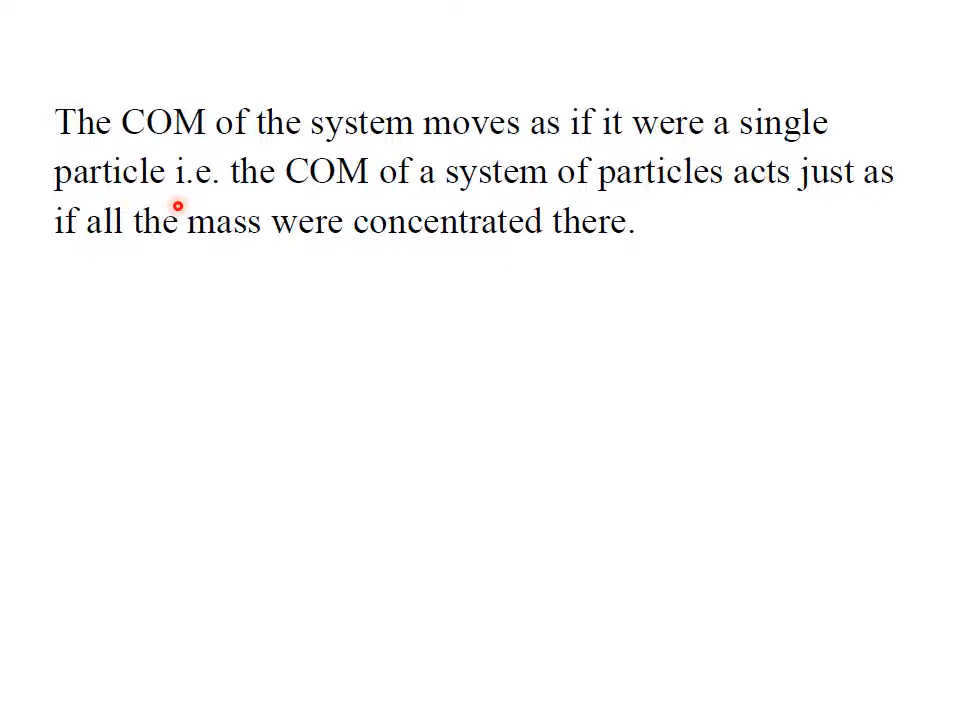 The COM of the system moves as if it were a single
particle i.e. the COM of a system of particles acts just as
if all the mass were concentrated there.